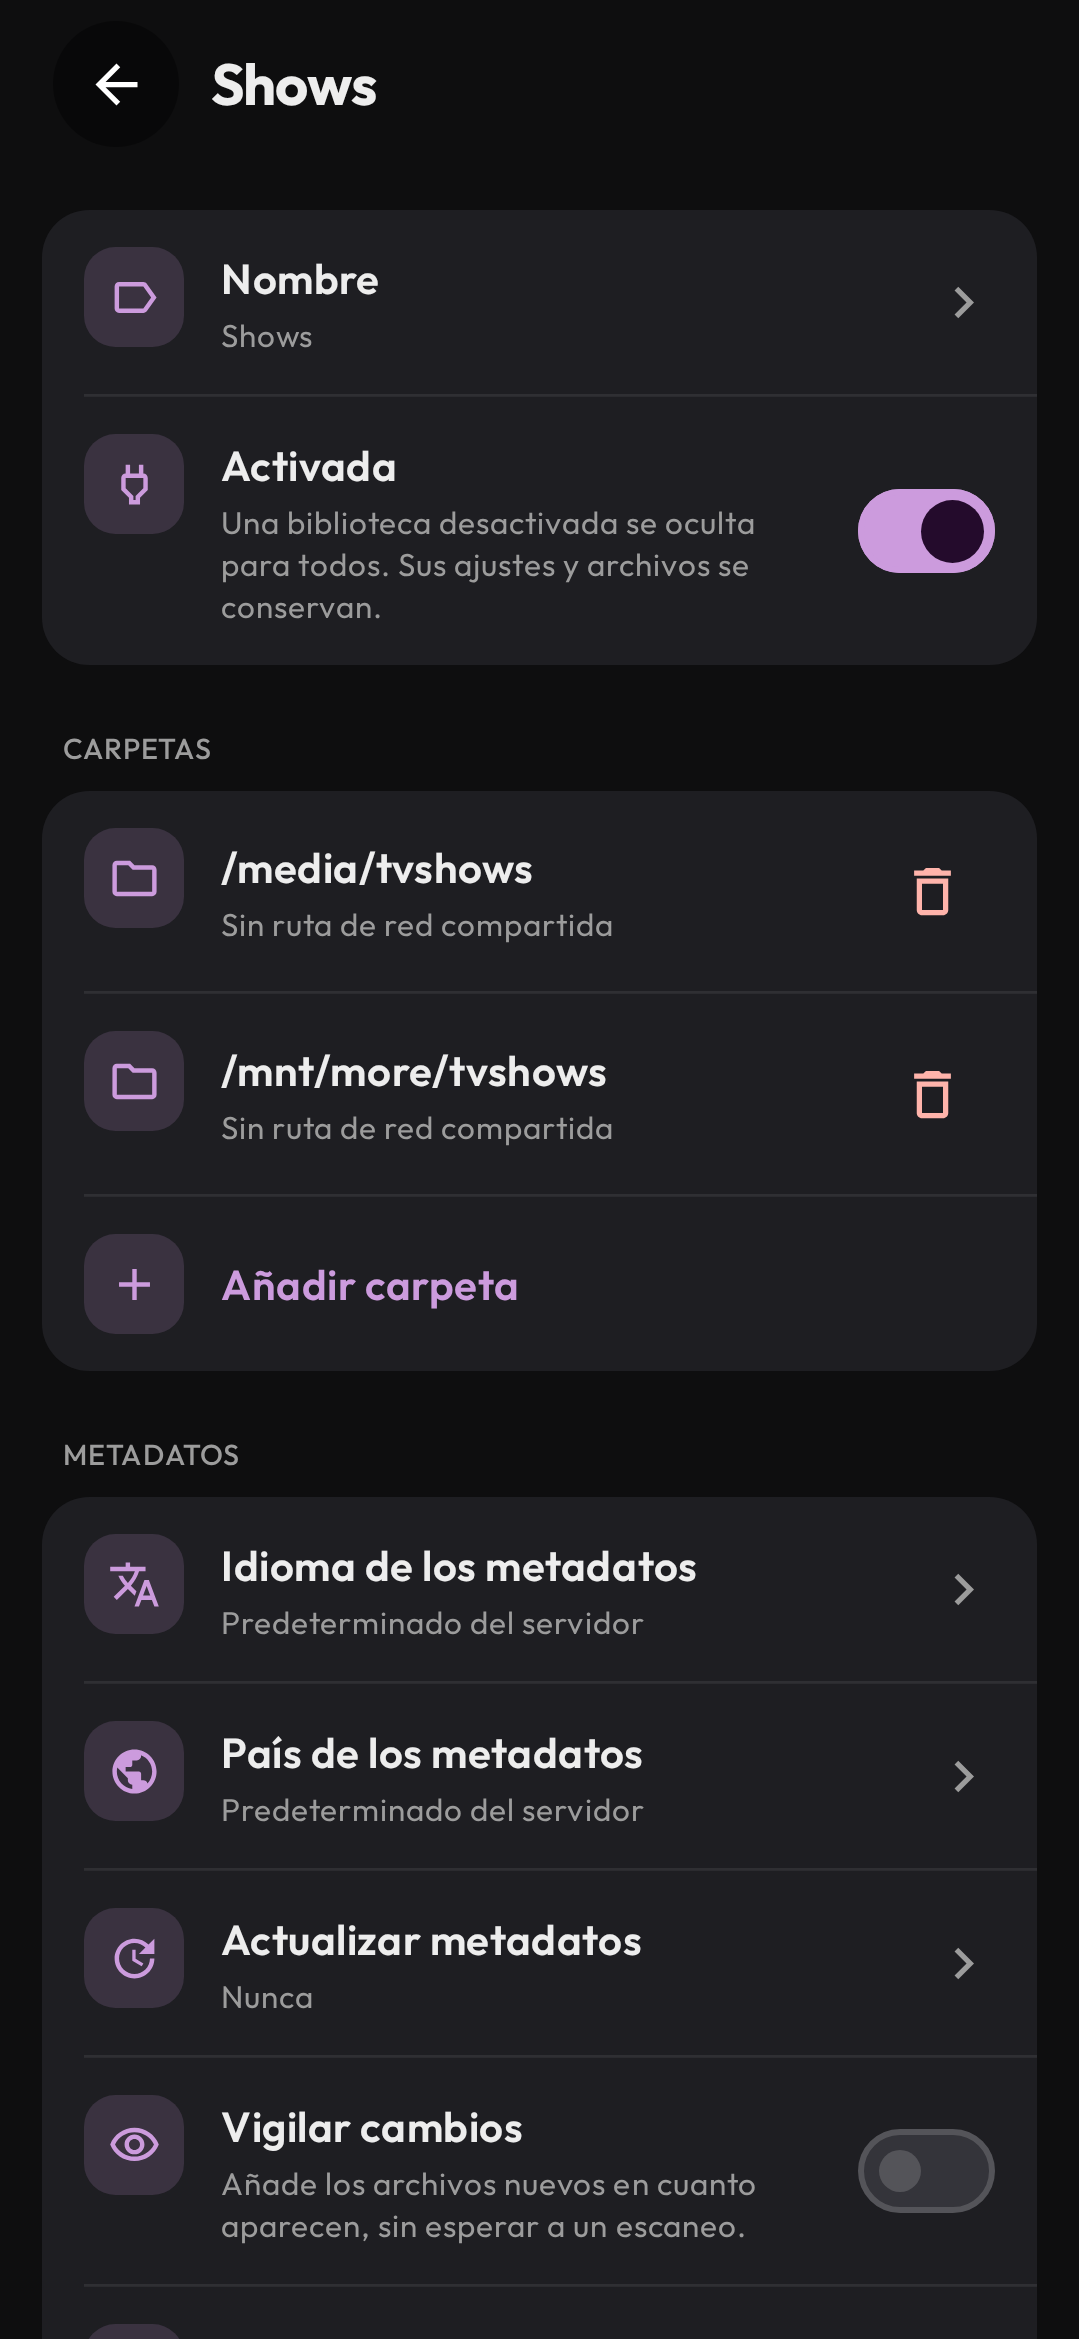 Shows
Nombre
Shows
Activada
Una biblioteca desactivada se oculta
para todos. Sus ajustes y archivos se
conservan.
CARPETAS
/media/tvshows
Sin ruta de red compartida
/mnt/more/tvshows
Sin ruta de red compartida
Añadir carpeta
METADATOS
Idioma de los metadatos
Predeterminado del servidor
País de los metadatos
Predeterminado del servidor
Actualizar metadatos
Nunca
Vigilar cambios
Añade los archivos nuevos en cuanto
aparecen, sin esperar a un escaneo.